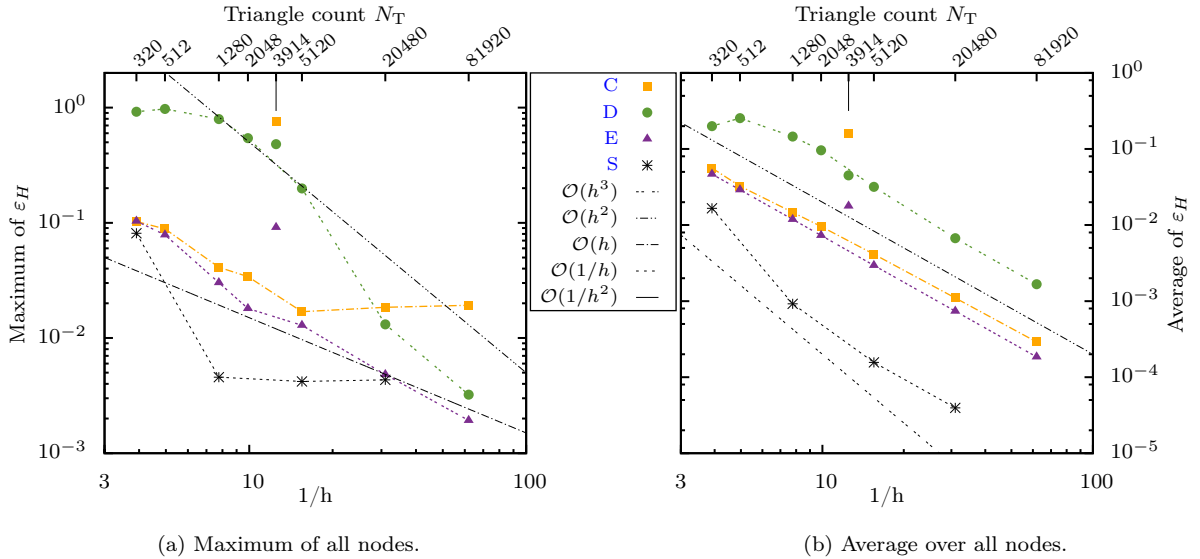 Triangle count N_T
320 512 1280 2048 3914 5120 20480 81920
10^0
10^-1
10^-2
10^-3
Maximum of ε_H
3 10 100
1/h
(a) Maximum of all nodes.
C
D
E
S
O(h^3)
O(h^2)
O(h)
O(1/h)
O(1/h^2)
Triangle count N_T
320 512 1280 2048 3914 5120 20480 81920
10^0
10^-1
10^-2
10^-3
10^-4
10^-5
Average of ε_H
3 10 100
1/h
(b) Average over all nodes.